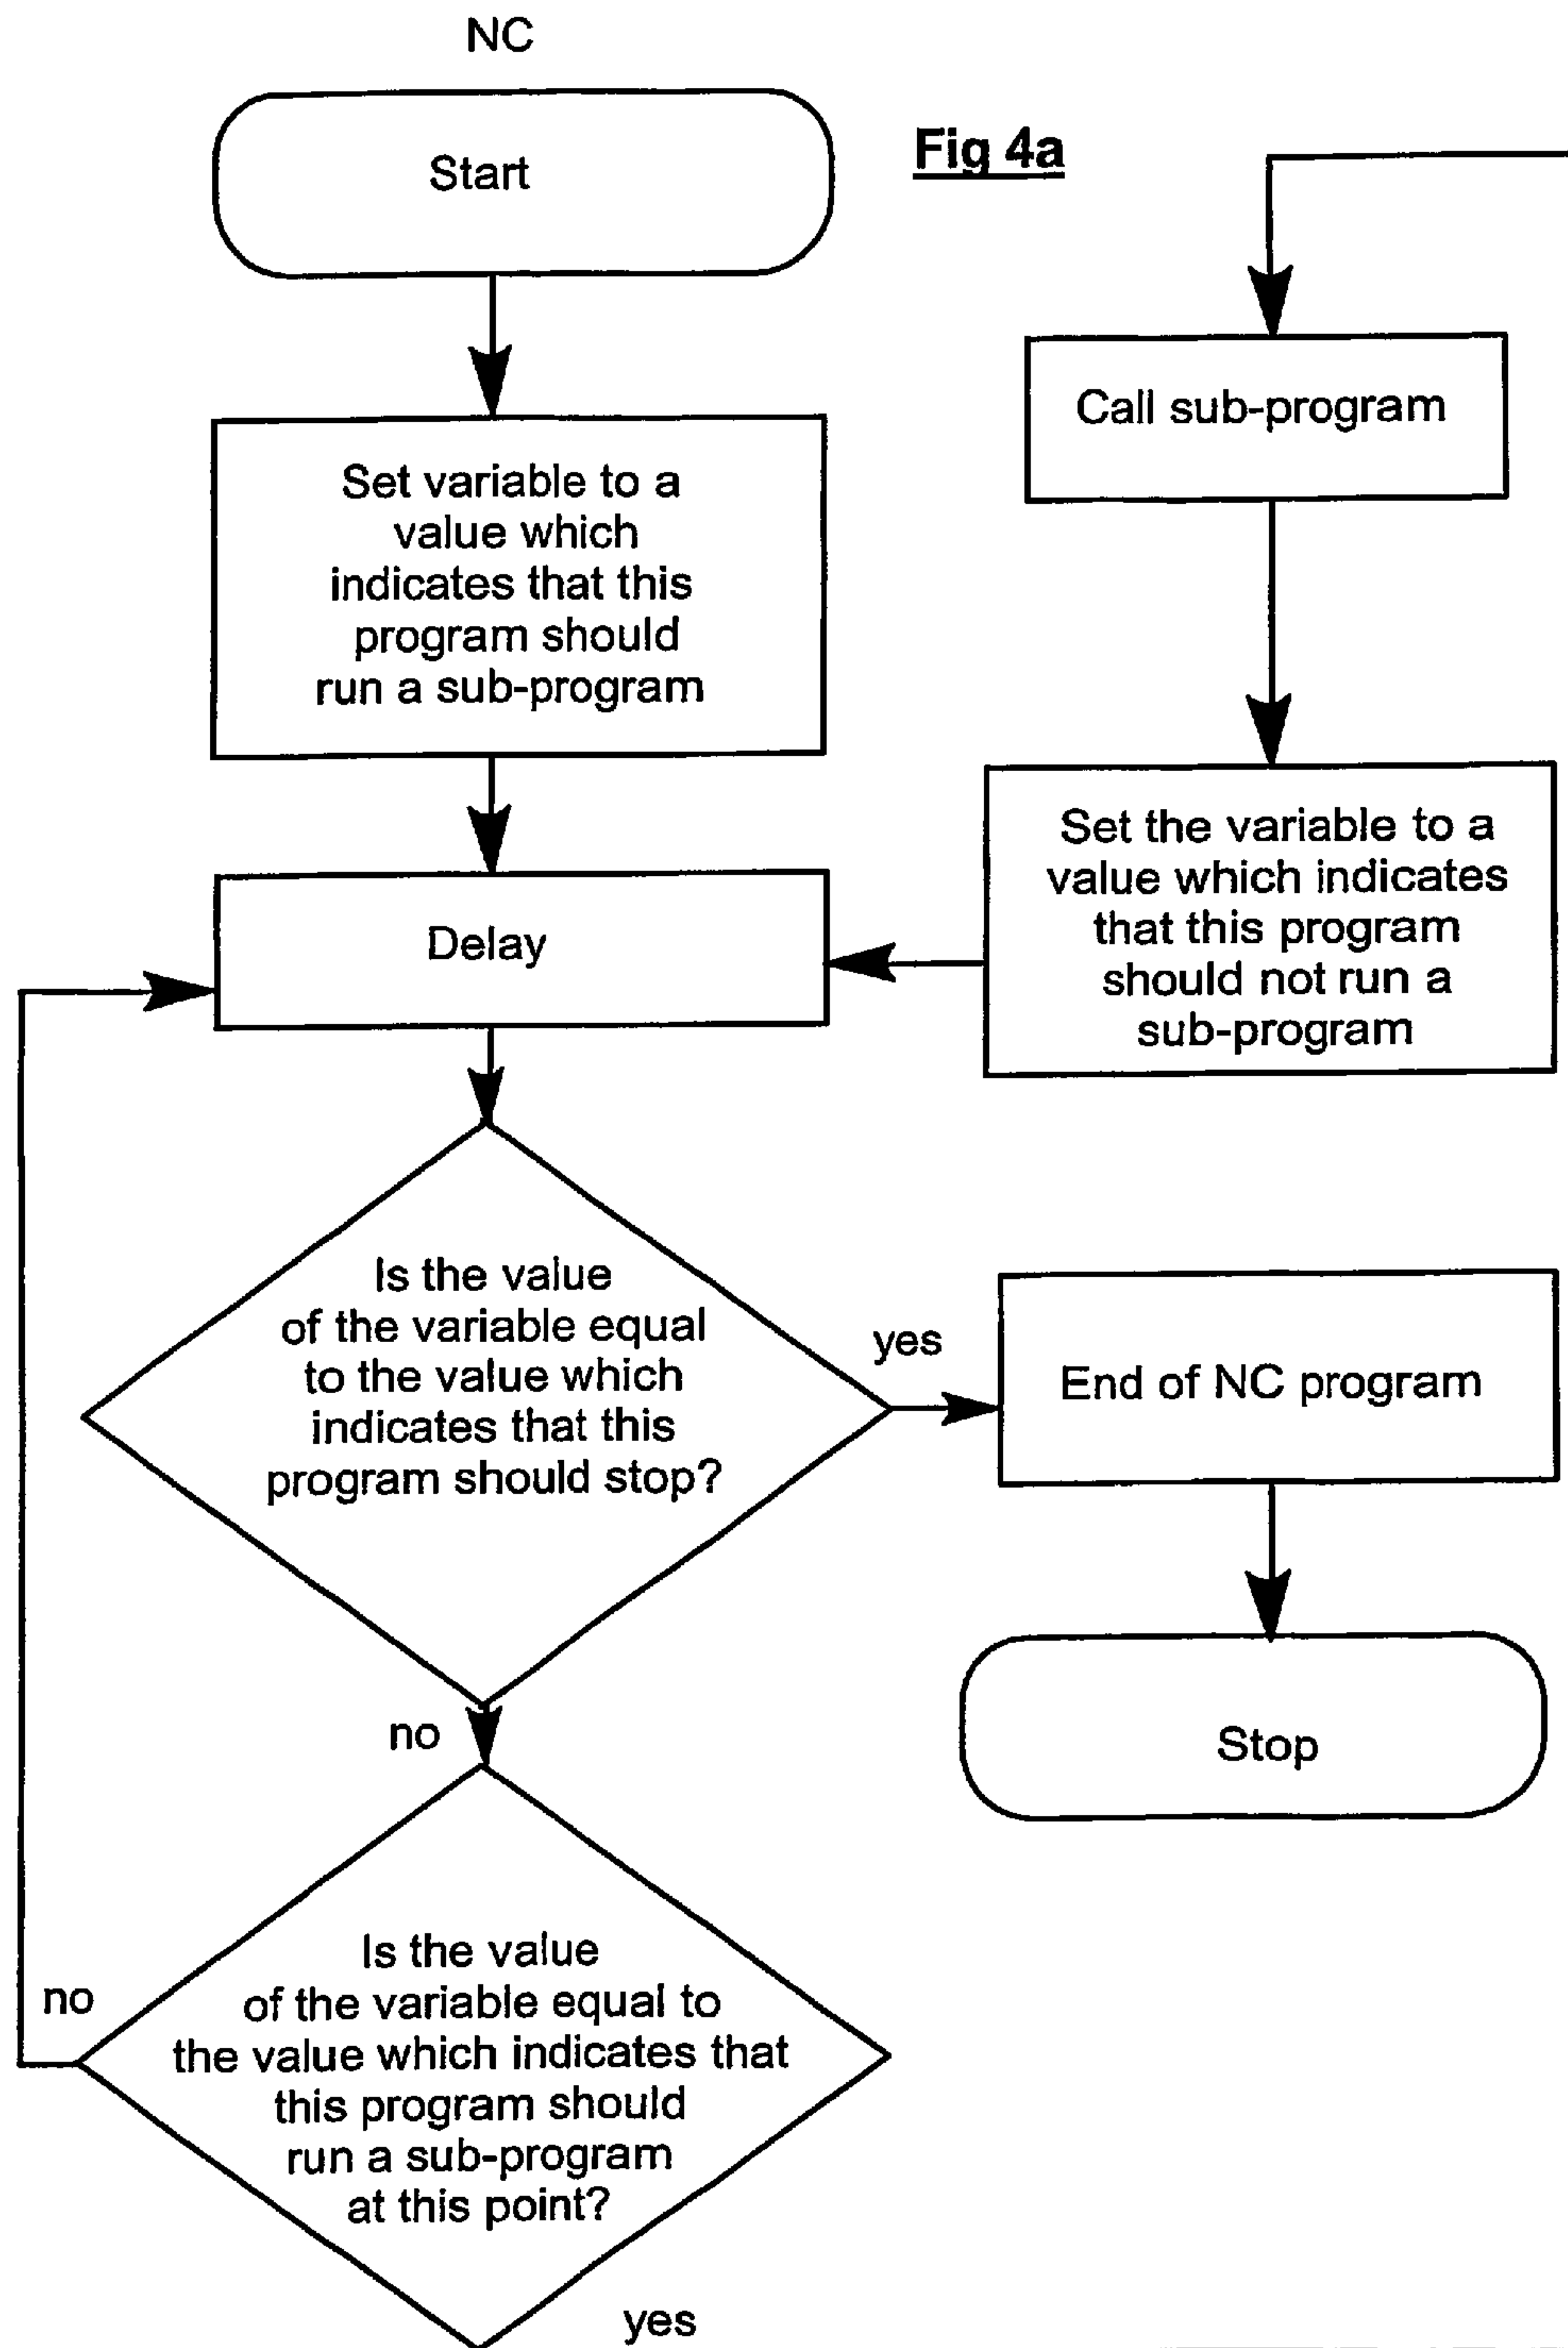 NC
Start
Fig 4a
Set variable to a
value which
indicates that this
program should
run a sub-program
Call sub-program
Set the variable to a
value which indicates
that this program
should not run a
sub-program
Delay
Is the value
of the variable equal
to the value which
indicates that this
program should stop?
yes
End of NC program
Stop
no
Is the value
of the variable equal to
the value which indicates that
this program should
run a sub-program
at this point?
no
yes